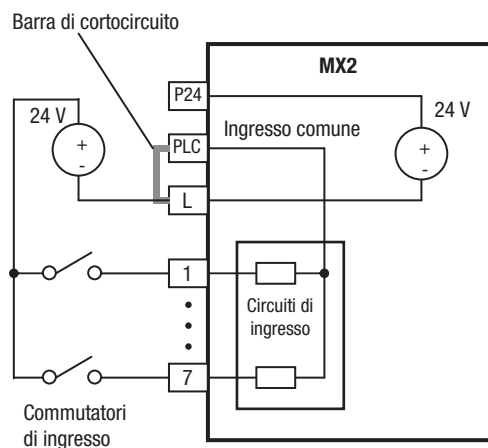 Barra di cortocircuito
MX2
P24
24 V
24 V
PLC
Ingresso comune
+
-
+
-
L
1
Circuiti di
ingresso
7
Commutatori
di ingresso